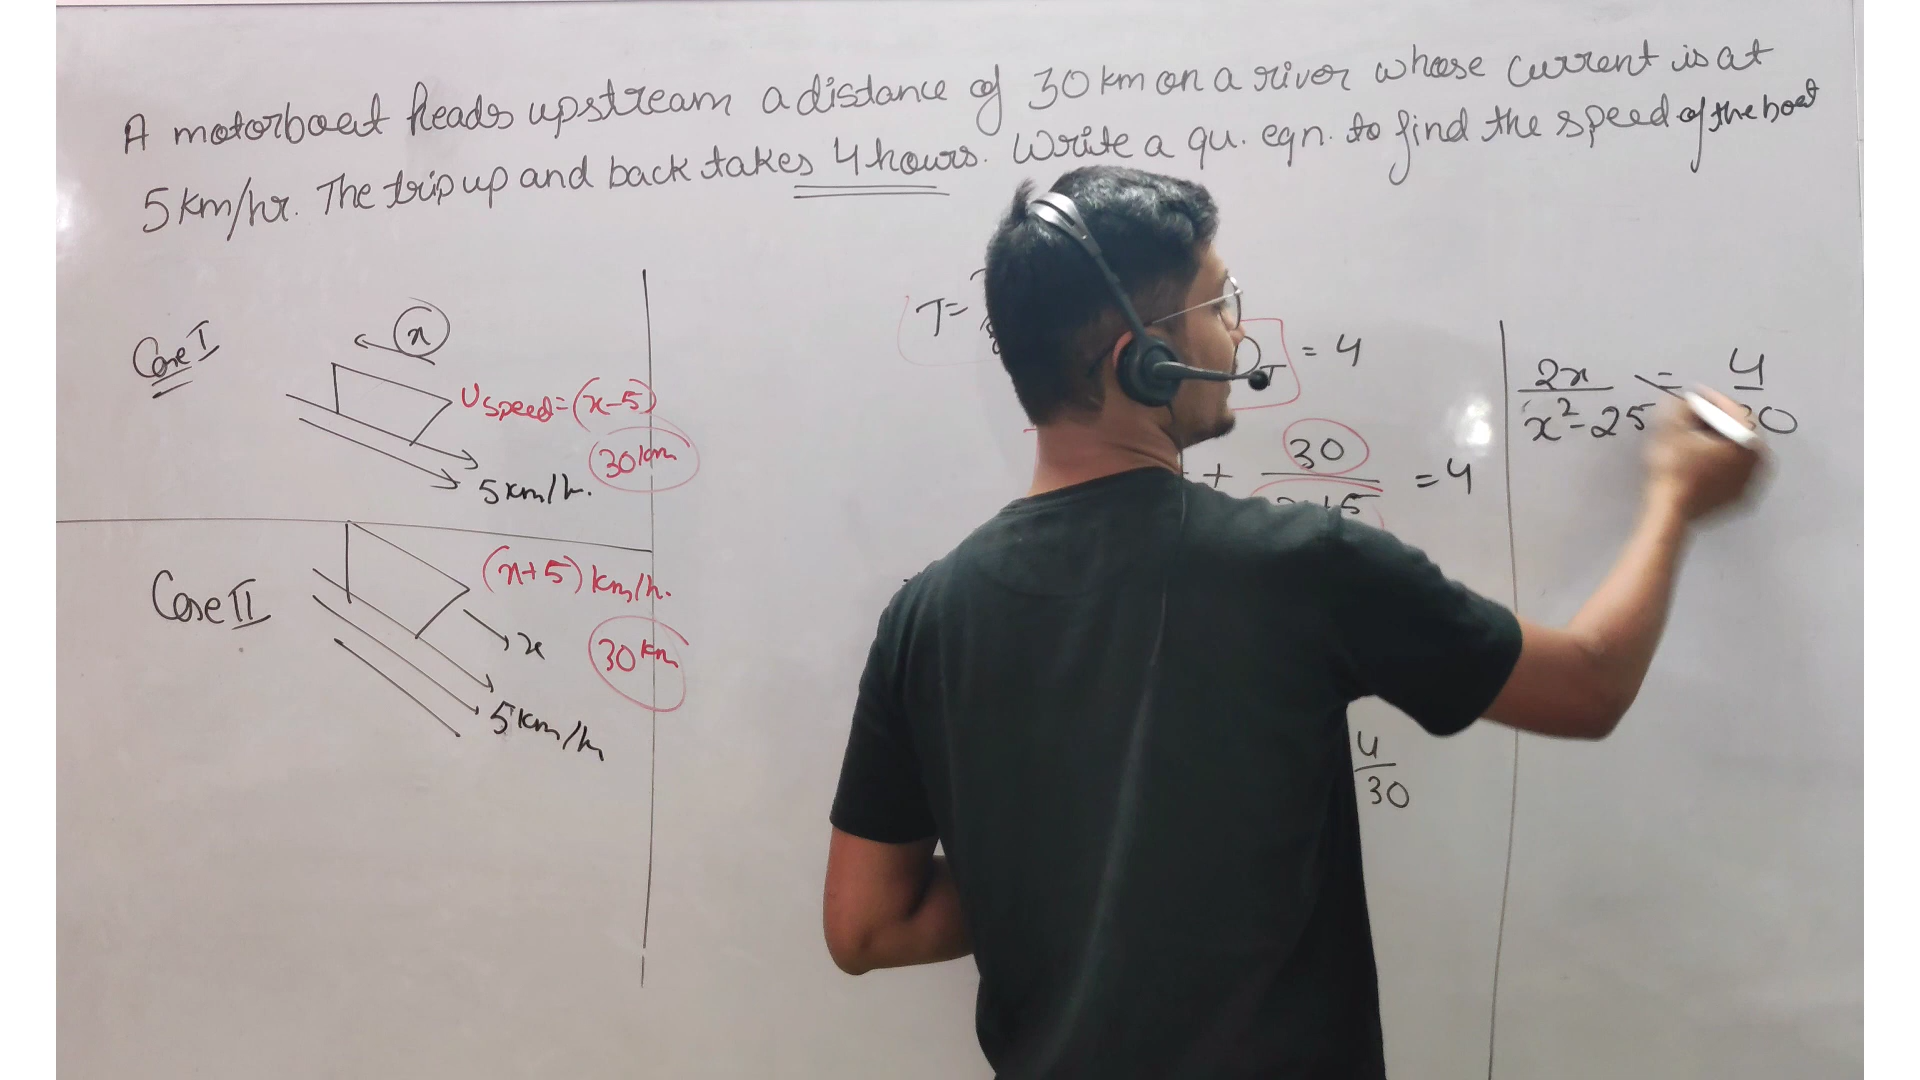 A motorboat heads upstream a distance of 30 km on a river whose current is at
5 km/hr. The trip up and back takes 4 hours. Write a qu. eqn. to find the speed of the boat
Case I
x
Speed = (x-5)
30 km
5 km/h.
Case II
(x+5) km/h.
x
30 km
5 km/h
T =
T = 4
+ 30 = 4
4/30
2x/x²-25 = 4/30